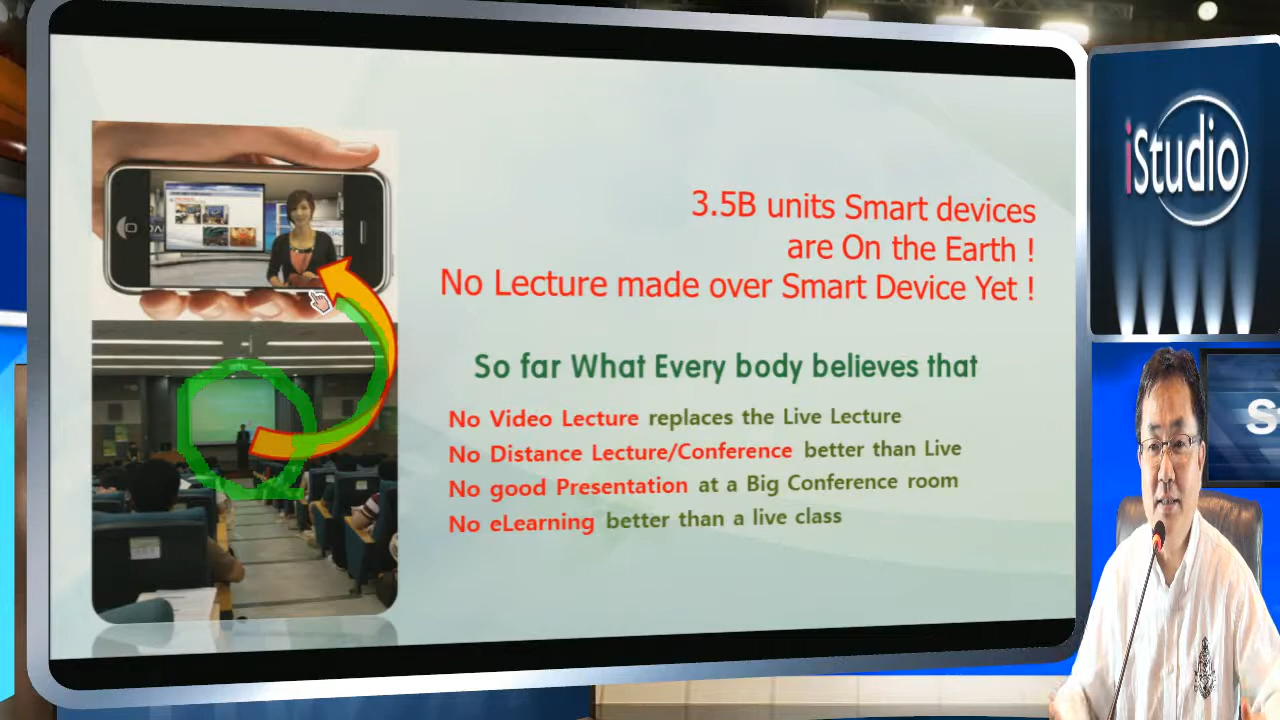 3.5B units Smart devices
are On the Earth !
No Lecture made over Smart Device Yet !
So far What Every body believes that
No Video Lecture replaces the Live Lecture
No Distance Lecture/Conference better than Live
No good Presentation at a Big Conference room
No eLearning better than a live class
iStudio
S